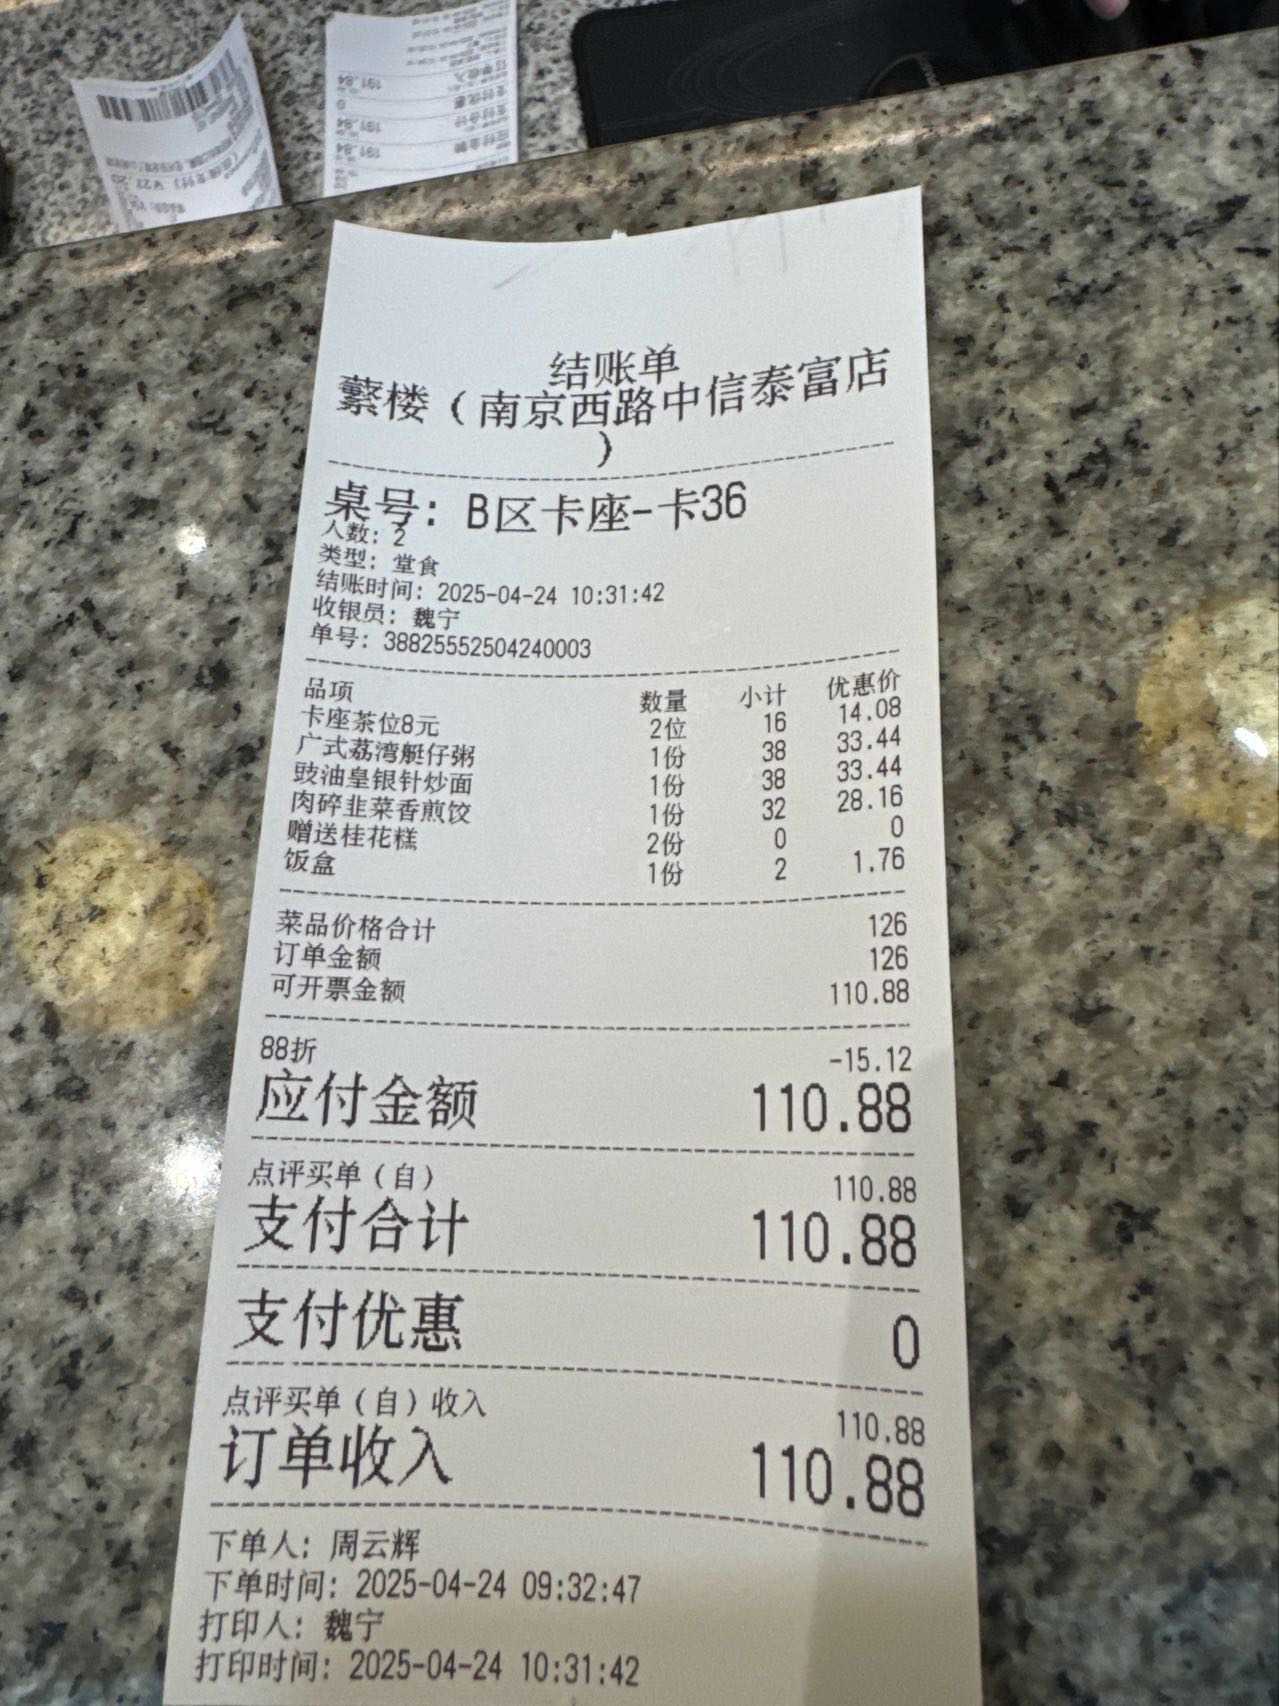 191.84
0
191.84
191.84
结账单
蘩楼（南京西路中信泰富店
）
桌号：B区卡座-卡36
人数：2
类型：堂食
结账时间：2025-04-24 10:31:42
收银员：魏宁
单号：38825552504240003
品项 数量 小计 优惠价
卡座茶位8元 2位 16 14.08
广式荔湾艇仔粥 1份 38 33.44
豉油皇银针炒面 1份 38 33.44
肉碎韭菜香煎饺 1份 32 28.16
赠送桂花糕 2份 0 0
饭盒 1份 2 1.76
菜品价格合计 126
订单金额 126
可开票金额 110.88
88折 -15.12
应付金额 110.88
点评买单（自） 110.88
支付合计 110.88
支付优惠 0
点评买单（自）收入 110.88
订单收入 110.88
下单人：周云辉
下单时间：2025-04-24 09:32:47
打印人：魏宁
打印时间：2025-04-24 10:31:42